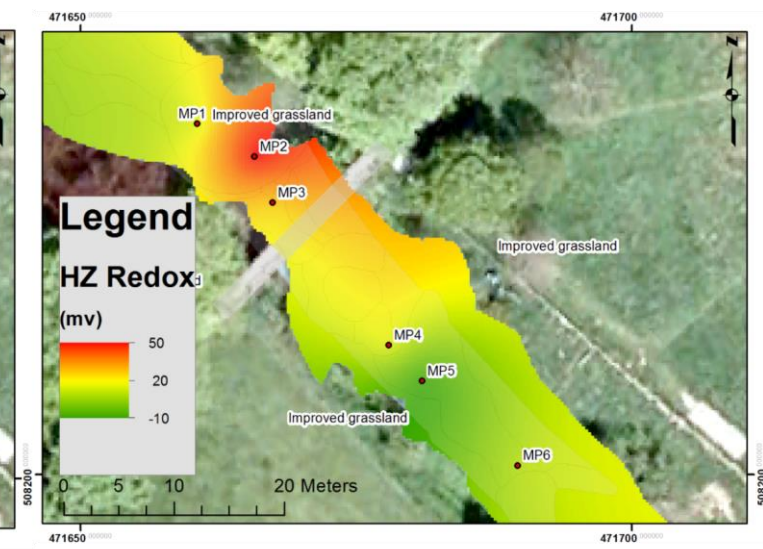 471650
471700
MP1
Improved grassland
MP2
MP3
Legend
HZ Redox
(mv)
50
20
-10
Improved grassland
MP4
MP5
Improved grassland
MP6
0 5 10 20 Meters
508200
508200
471650
471700